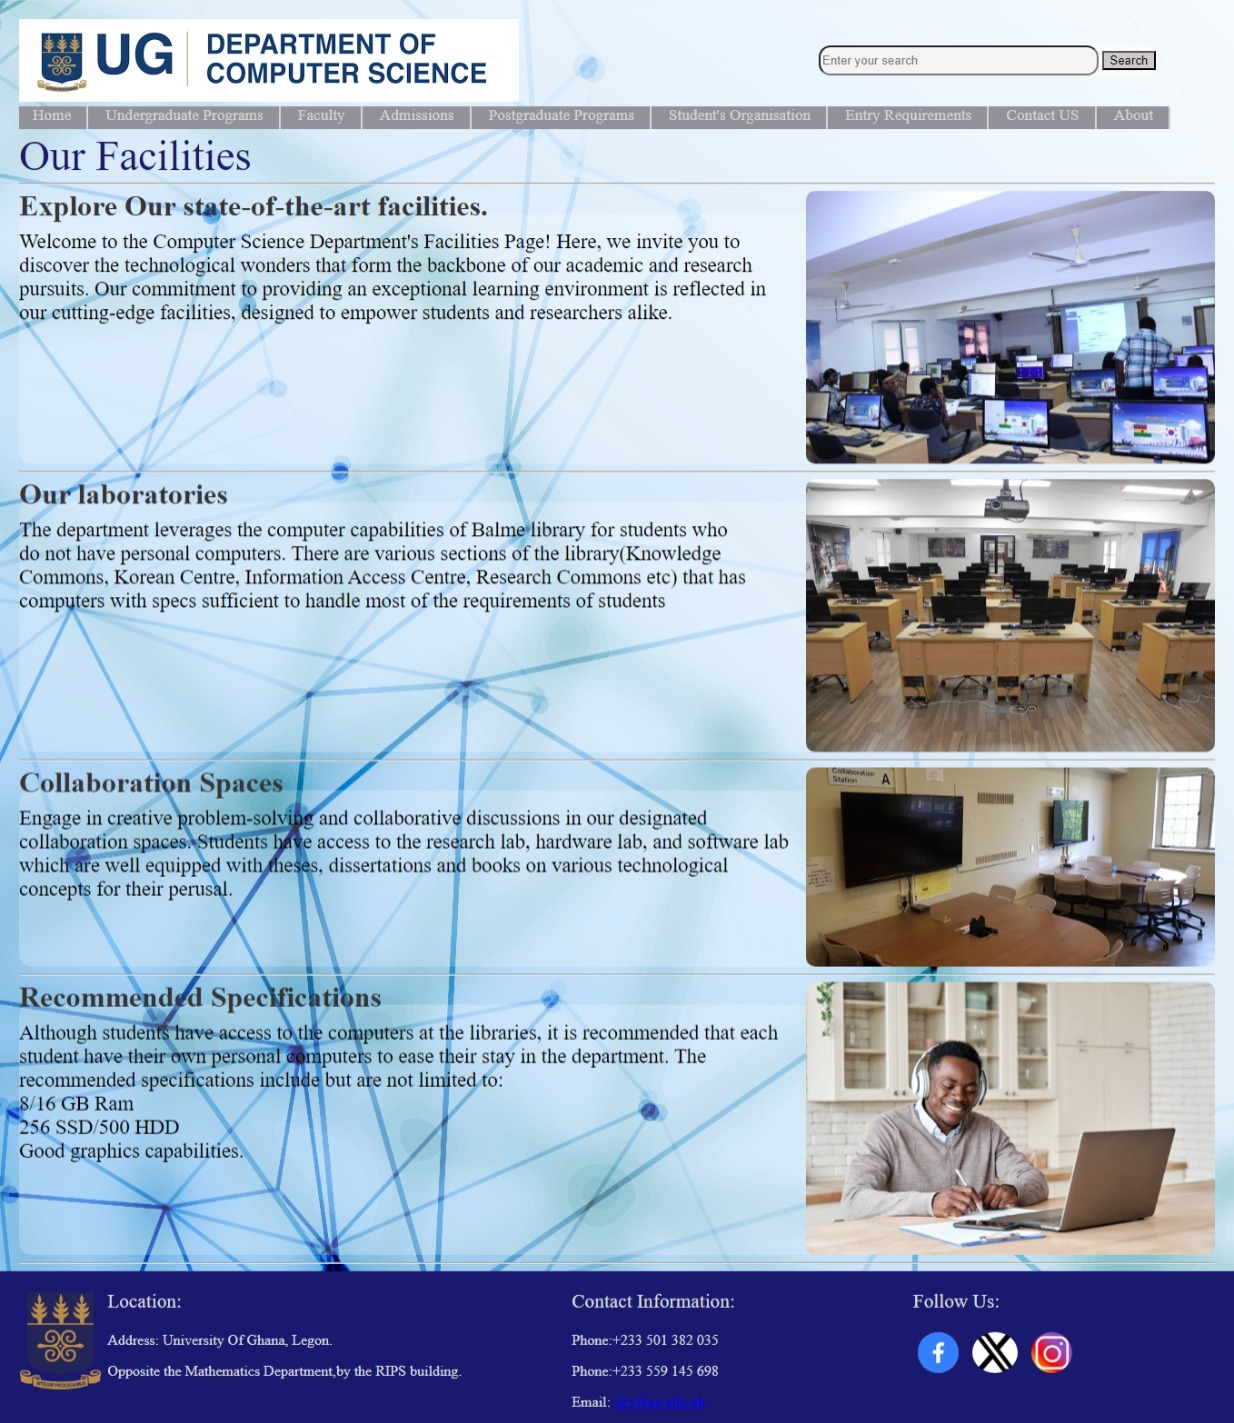 UG
DEPARTMENT OF
COMPUTER SCIENCE
Enter your search
Search
Home
Undergraduate Programs
Faculty
Admissions
Postgraduate Programs
Student's Organisation
Entry Requirements
Contact US
About
Our Facilities
Explore Our state-of-the-art facilities.
Welcome to the Computer Science Department's Facilities Page! Here, we invite you to
discover the technological wonders that form the backbone of our academic and research
pursuits. Our commitment to providing an exceptional learning environment is reflected in
our cutting-edge facilities, designed to empower students and researchers alike.
Our laboratories
The department leverages the computer capabilities of Balme library for students who
do not have personal computers. There are various sections of the library(Knowledge
Commons, Korean Centre, Information Access Centre, Research Commons etc) that has
computers with specs sufficient to handle most of the requirements of students
Collaboration Spaces
Engage in creative problem-solving and collaborative discussions in our designated
collaboration spaces. Students have access to the research lab, hardware lab, and software lab
which are well equipped with theses, dissertations and books on various technological
concepts for their perusal.
Collaboration
Station A
Recommended Specifications
Although students have access to the computers at the libraries, it is recommended that each
student have their own personal computers to ease their stay in the department. The
recommended specifications include but are not limited to:
8/16 GB Ram
256 SSD/500 HDD
Good graphics capabilities.
Location:
Address: University Of Ghana, Legon.
Opposite the Mathematics Department,by the RIPS building.
Contact Information:
Phone:+233 501 382 035
Phone:+233 559 145 698
Email:
Follow Us: